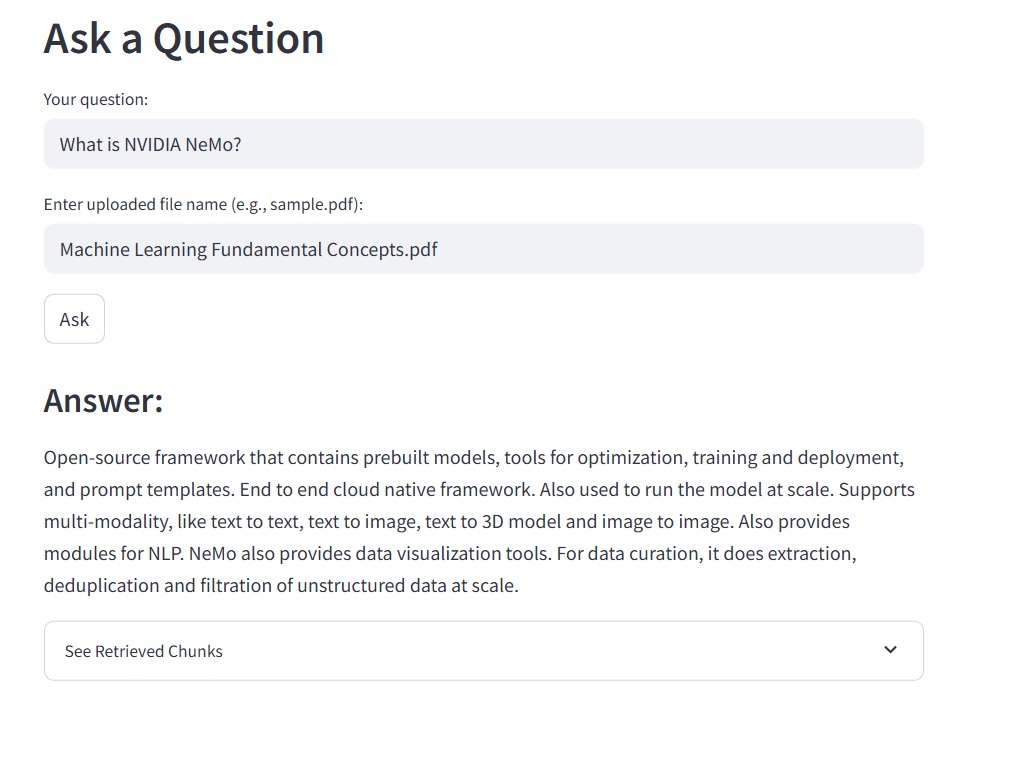 Ask a Question
Your question:
What is NVIDIA NeMo?
Enter uploaded file name (e.g., sample.pdf):
Machine Learning Fundamental Concepts.pdf
Ask
Answer:
Open-source framework that contains prebuilt models, tools for optimization, training and deployment,
and prompt templates. End to end cloud native framework. Also used to run the model at scale. Supports
multi-modality, like text to text, text to image, text to 3D model and image to image. Also provides
modules for NLP. NeMo also provides data visualization tools. For data curation, it does extraction,
deduplication and filtration of unstructured data at scale.
See Retrieved Chunks